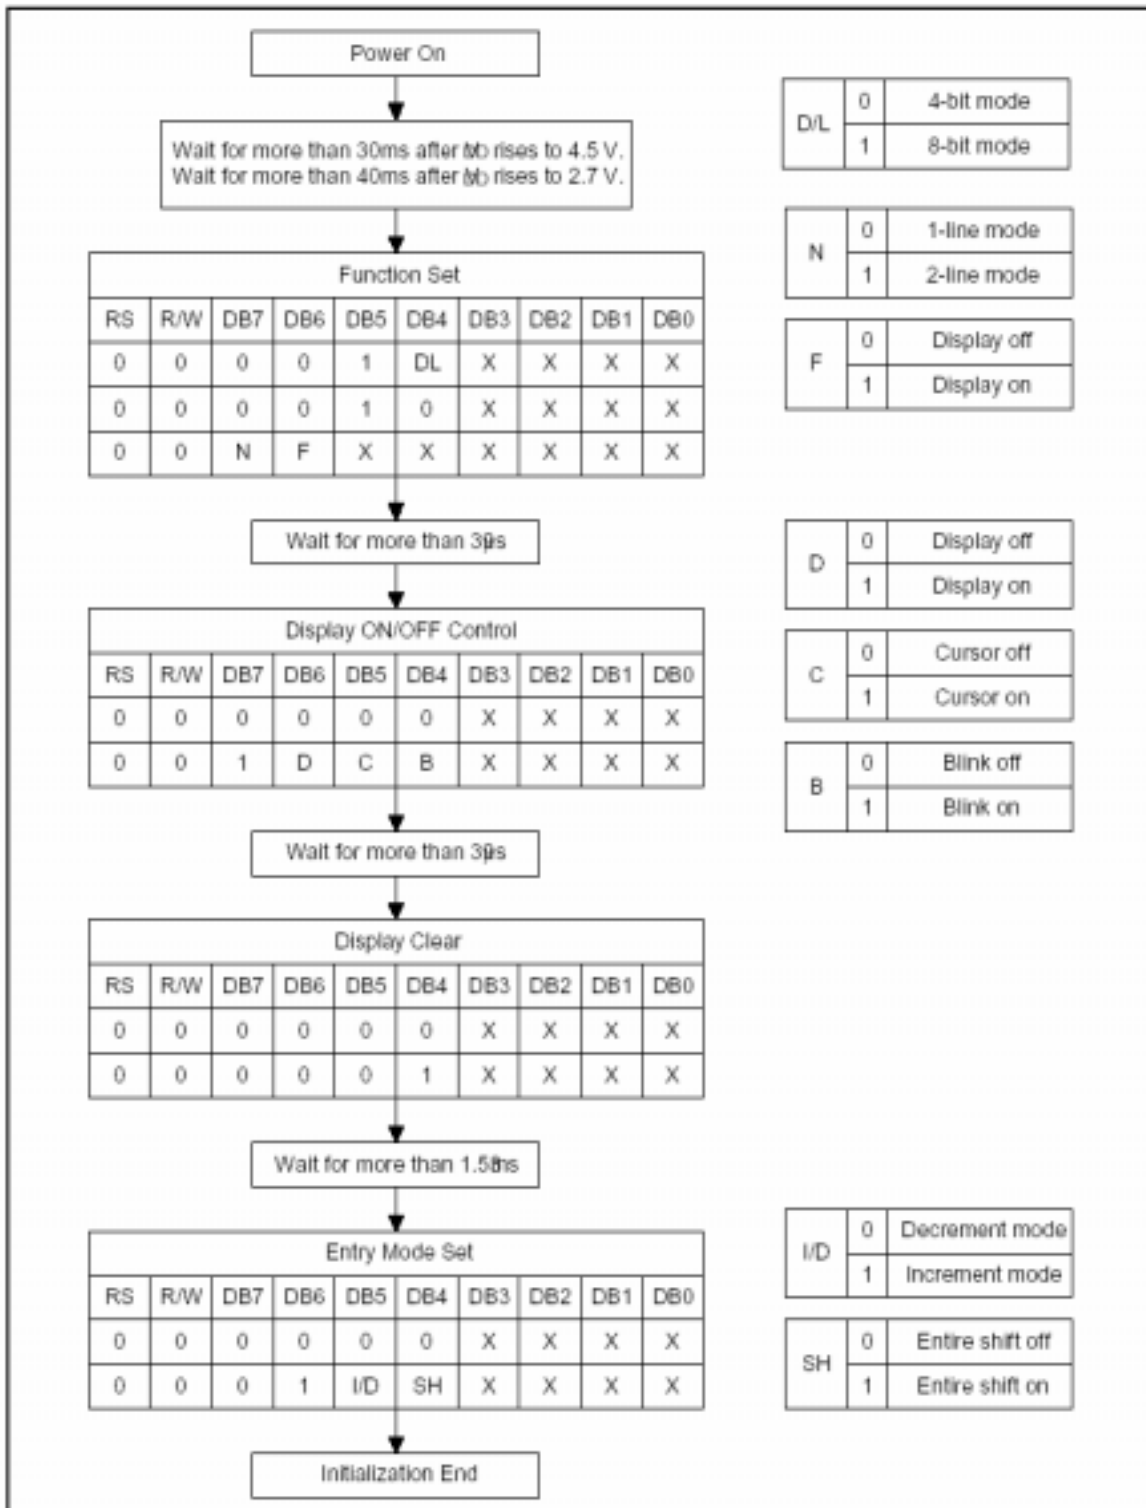 Power On
Wait for more than 30ms after rises to 4.5 V.
Wait for more than 40ms after rises to 2.7 V.
Function Set
RS R/W DB7 DB6 DB5 DB4 DB3 DB2 DB1 DB0
0 0 0 0 1 DL X X X X
0 0 0 0 1 0 X X X X
0 0 N F X X X X X X
Wait for more than
Display ON/OFF Control
RS R/W DB7 DB6 DB5 DB4 DB3 DB2 DB1 DB0
0 0 0 0 0 0 X X X X
0 0 1 D C B X X X X
Wait for more than
Display Clear
RS R/W DB7 DB6 DB5 DB4 DB3 DB2 DB1 DB0
0 0 0 0 0 0 X X X X
0 0 0 0 0 1 X X X X
Wait for more than
Entry Mode Set
RS R/W DB7 DB6 DB5 DB4 DB3 DB2 DB1 DB0
0 0 0 0 0 0 X X X X
0 0 0 1 I/D SH X X X X
Initialization End
D/L
0 4-bit mode
1 8-bit mode
N
0 1-line mode
1 2-line mode
F
0 Display off
1 Display on
D
0 Display off
1 Display on
C
0 Cursor off
1 Cursor on
B
0 Blink off
1 Blink on
I/D
0 Decrement mode
1 Increment mode
SH
0 Entire shift off
1 Entire shift on